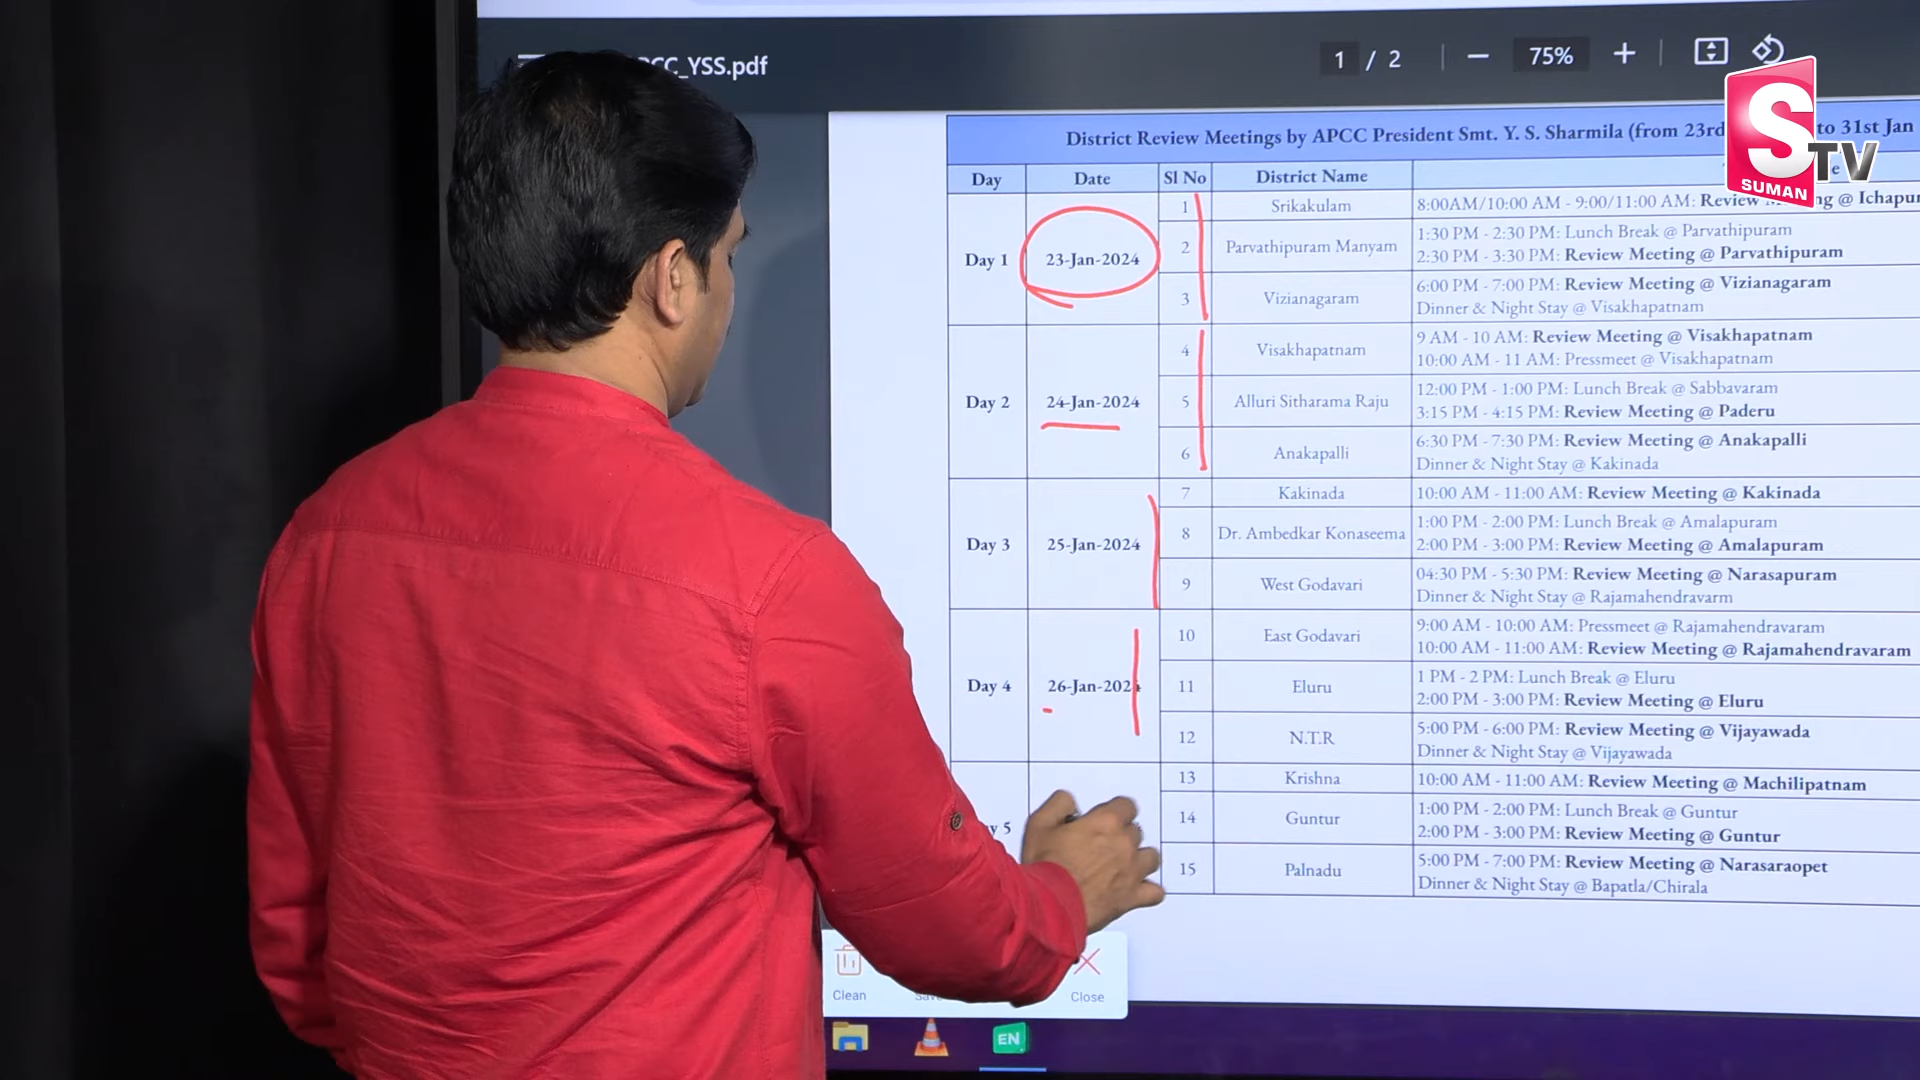 CC_YSS.pdf
1 / 2
75%
S
TV
SUMAN
District Review Meetings by APCC President Smt. Y. S. Sharmila (from 23rd to 31st Jan
Day Date Sl No District Name
Day 1 23-Jan-2024
1 Srikakulam 8:00AM/10:00 AM - 9:00/11:00 AM: Review
2 Parvathipuram Manyam 1:30 PM - 2:30 PM: Lunch Break @ Parvathipuram
2:30 PM - 3:30 PM: Review Meeting @ Parvathipuram
3 Vizianagaram 6:00 PM - 7:00 PM: Review Meeting @ Vizianagaram
Dinner & Night Stay @ Visakhapatnam
Day 2 24-Jan-2024
4 Visakhapatnam 9 AM - 10 AM: Review Meeting @ Visakhapatnam
10:00 AM - 11 AM: Pressmeet @ Visakhapatnam
5 Alluri Sitharama Raju 12:00 PM - 1:00 PM: Lunch Break @ Sabbavaram
3:15 PM - 4:15 PM: Review Meeting @ Paderu
6 Anakapalli 6:30 PM - 7:30 PM: Review Meeting @ Anakapalli
Dinner & Night Stay @ Kakinada
Day 3 25-Jan-2024
7 Kakinada 10:00 AM - 11:00 AM: Review Meeting @ Kakinada
8 Dr. Ambedkar Konaseema 1:00 PM - 2:00 PM: Lunch Break @ Amalapuram
2:00 PM - 3:00 PM: Review Meeting @ Amalapuram
9 West Godavari 04:30 PM - 5:30 PM: Review Meeting @ Narasapuram
Dinner & Night Stay @ Rajamahendravarm
Day 4 26-Jan-2024
10 East Godavari 9:00 AM - 10:00 AM: Pressmeet @ Rajamahendravaram
10:00 AM - 11:00 AM: Review Meeting @ Rajamahendravaram
11 Eluru 1 PM - 2 PM: Lunch Break @ Eluru
2:00 PM - 3:00 PM: Review Meeting @ Eluru
12 N.T.R 5:00 PM - 6:00 PM: Review Meeting @ Vijayawada
Dinner & Night Stay @ Vijayawada
5
13 Krishna 10:00 AM - 11:00 AM: Review Meeting @ Machilipatnam
14 Guntur 1:00 PM - 2:00 PM: Lunch Break @ Guntur
2:00 PM - 3:00 PM: Review Meeting @ Guntur
15 Palnadu 5:00 PM - 7:00 PM: Review Meeting @ Narasaraopet
Dinner & Night Stay @ Bapatla/Chirala
Clean Close
EN